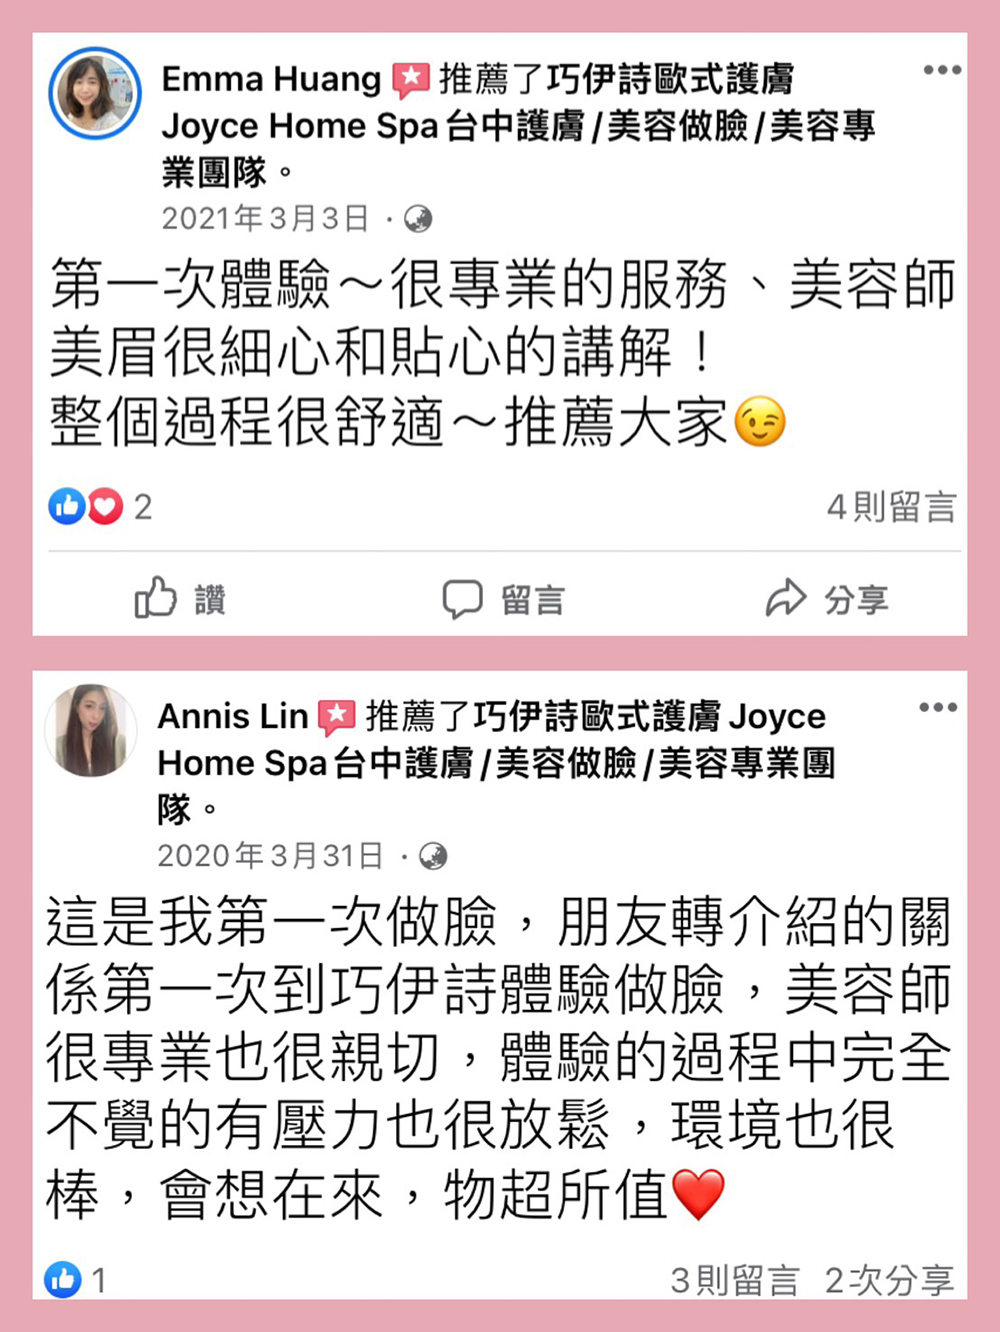 Emma Huang 推薦了巧伊詩歐式護膚
Joyce Home Spa台中護膚/美容做臉/美容專
業團隊。
2021年3月3日 ·
第一次體驗～很專業的服務、美容師
美眉很細心和貼心的講解！
整個過程很舒適～推薦大家😉
2
4則留言
讚
留言
分享
Annis Lin 推薦了巧伊詩歐式護膚 Joyce
Home Spa台中護膚/美容做臉/美容專業團
隊。
2020年3月31日 ·
這是我第一次做臉，朋友轉介紹的關
係第一次到巧伊詩體驗做臉，美容師
很專業也很親切，體驗的過程中完全
不覺的有壓力也很放鬆，環境也很
棒，會想在來，物超所值❤️
1
3則留言 2次分享